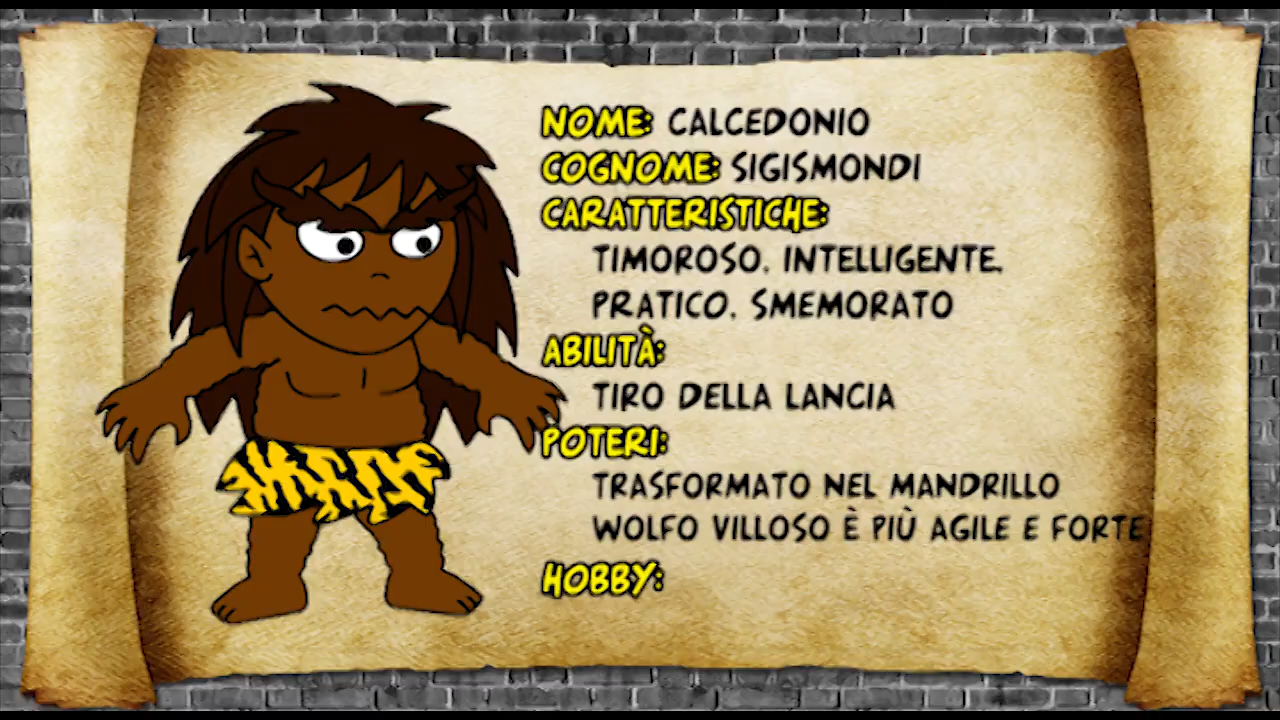 NOME: CALCEDONIO
COGNOME: SIGISMONDI
CARATTERISTICHE:
TIMOROSO. INTELLIGENTE.
PRATICO. SMEMORATO
ABILITÀ:
TIRO DELLA LANCIA
POTERI:
TRASFORMATO NEL MANDRILLO
WOLFO VILLOSO È PIÙ AGILE E FORTE
HOBBY: